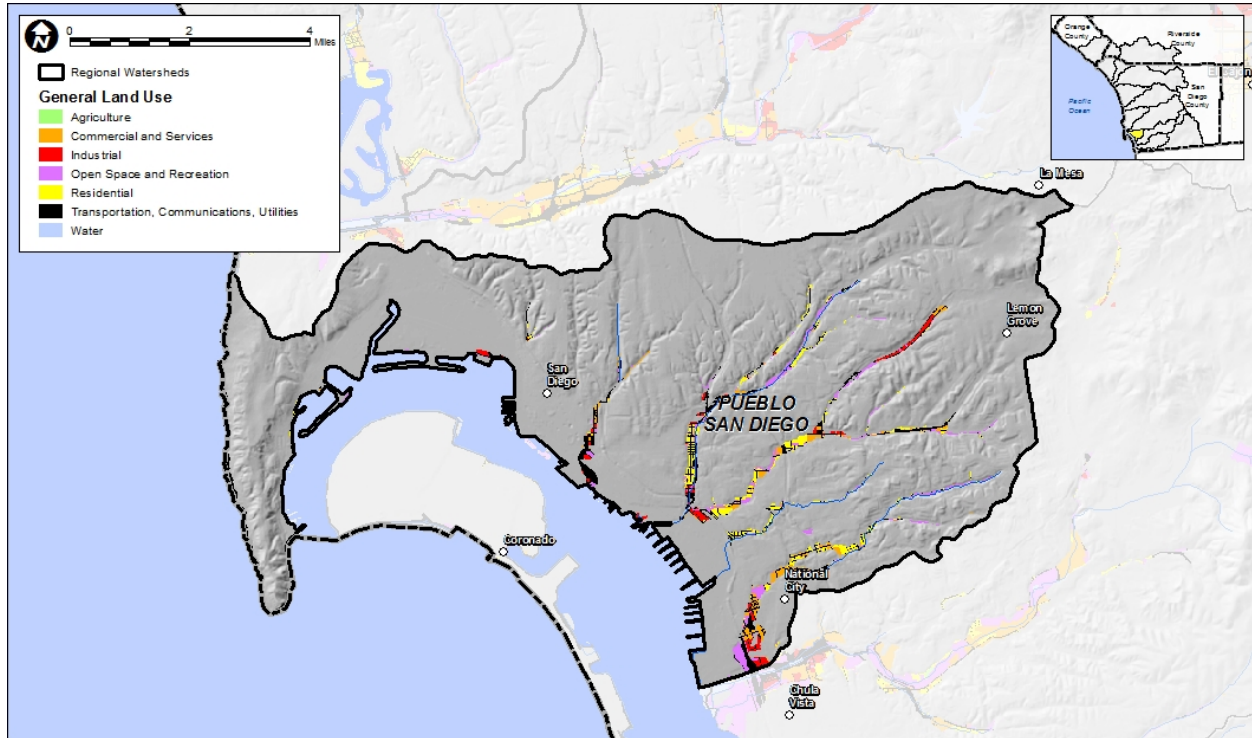 N
0 2 4
Miles
Regional Watersheds
General Land Use
Agriculture
Commercial and Services
Industrial
Open Space and Recreation
Residential
Transportation, Communications, Utilities
Water
Orange
County
Riverside
County
San
Diego
County
Pacific
Ocean
El Cajon
La Mesa
Lemon
Grove
San
Diego
PUEBLO
SAN DIEGO
Coronado
National
City
Chula
Vista